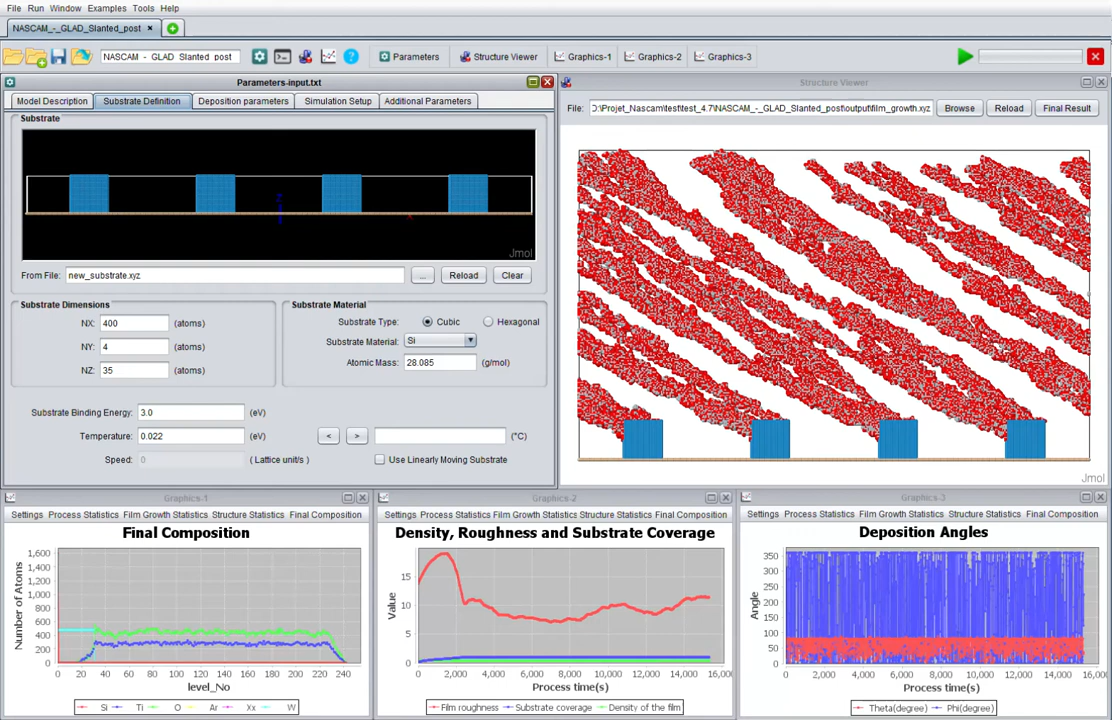 File Run Window Examples Tools Help
NASCAM_-_GLAD_Slanted_post
NASCAM - GLAD Slanted post
Parameters Structure Viewer Graphics-1 Graphics-2 Graphics-3
Parameters-input.txt
Model Description Substrate Definition Deposition parameters Simulation Setup Additional Parameters
Substrate
Z
X
Jmol
From File: new_substrate.xyz ... Reload Clear
Substrate Dimensions
NX: 400 (atoms)
NY: 4 (atoms)
NZ: 35 (atoms)
Substrate Material
Substrate Type: Cubic Hexagonal
Substrate Material: Si
Atomic Mass: 28.085 (g/mol)
Substrate Binding Energy: 3.0 (eV)
Temperature: 0.022 (eV) < > (°C)
Speed: 0 ( Lattice unit/s ) Use Linearly Moving Substrate
Structure Viewer
File: D:\Projet_Nascam\test\test_4.7\NASCAM_-_GLAD_Slanted_post\output\film_growth.xyz Browse Reload Final Result
Jmol
Graphics-1
Settings Process Statistics Film Growth Statistics Structure Statistics Final Composition
Final Composition
Number of Atoms
1,600
1,400
1,200
1,000
800
600
400
200
0
0 20 40 60 80 100 120 140 160 180 200 220 240
level_No
Si Ti O Ar Xx W
Graphics-2
Settings Process Statistics Film Growth Statistics Structure Statistics Final Composition
Density, Roughness and Substrate Coverage
Value
15
10
5
0
0 2,000 4,000 6,000 8,000 10,000 12,000 14,000 16,00
Process time(s)
Film roughness Substrate coverage Density of the film
Graphics-3
Settings Process Statistics Film Growth Statistics Structure Statistics Final Composition
Deposition Angles
Angle
350
300
250
200
150
100
50
0
0 2,000 4,000 6,000 8,000 10,000 12,000 14,000 16,000
Process time(s)
Theta(degree) Phi(degree)